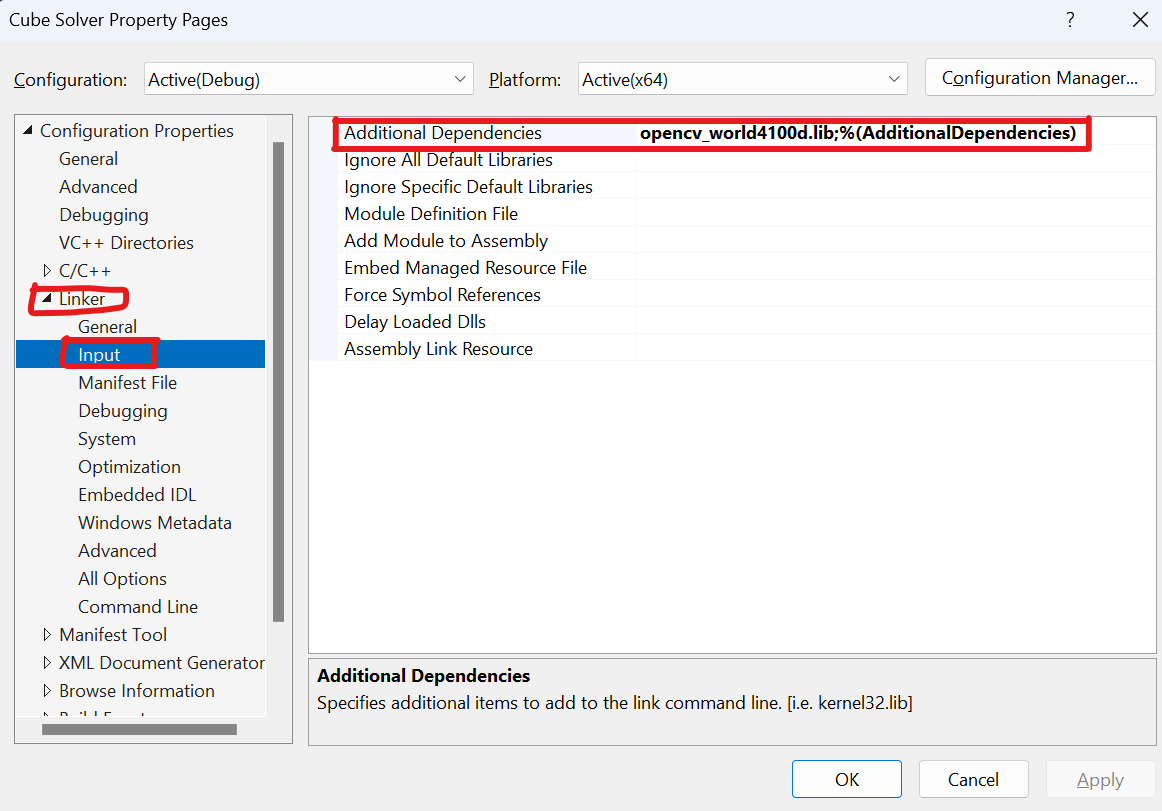 Cube Solver Property Pages ?
Configuration: Active(Debug) Platform: Active(x64) Configuration Manager...
Configuration Properties
General
Advanced
Debugging
VC++ Directories
C/C++
Linker
General
Input
Manifest File
Debugging
System
Optimization
Embedded IDL
Windows Metadata
Advanced
All Options
Command Line
Manifest Tool
XML Document Generator
Browse Information
Additional Dependencies opencv_world4100d.lib;%(AdditionalDependencies)
Ignore All Default Libraries
Ignore Specific Default Libraries
Module Definition File
Add Module to Assembly
Embed Managed Resource File
Force Symbol References
Delay Loaded Dlls
Assembly Link Resource
Additional Dependencies
Specifies additional items to add to the link command line. [i.e. kernel32.lib]
OK Cancel Apply